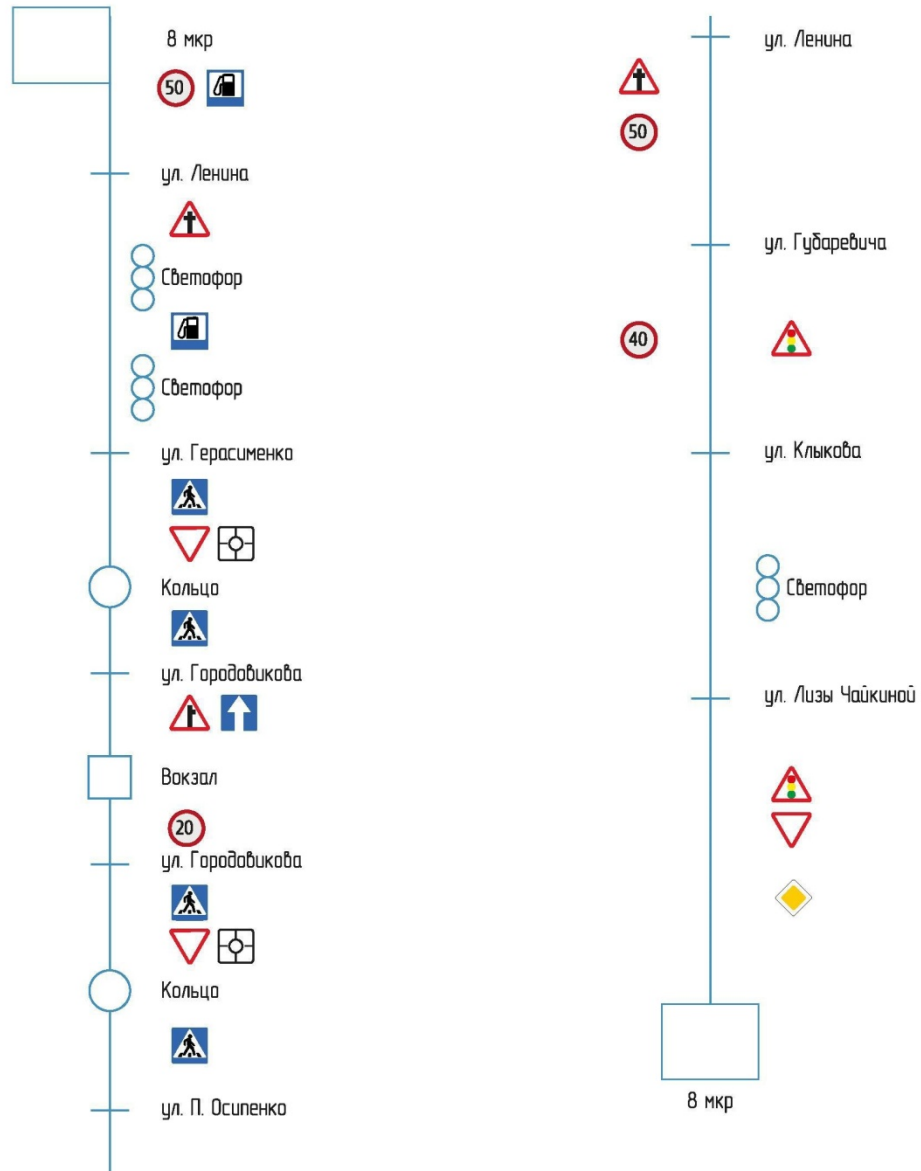 8 мкр
50
ул. Ленина
Светофор
Светофор
ул. Герасименко
Кольцо
ул. Городовикова
Вокзал
20
ул. Городовикова
Кольцо
ул. П. Осипенко
ул. Ленина
50
ул. Губаревича
40
ул. Клыкова
Светофор
ул. Лизы Чайкиной
8 мкр